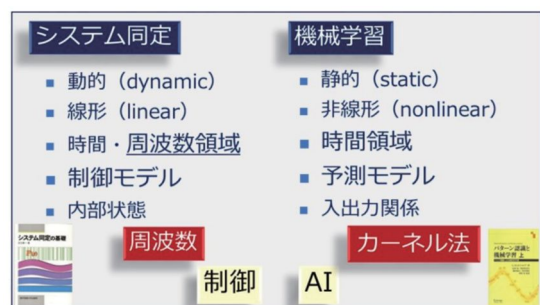 システム同定
動的（dynamic）
線形（linear）
時間・周波数領域
制御モデル
内部状態
周波数
機械学習
静的（static）
非線形（nonlinear）
時間領域
予測モデル
入出力関係
カーネル法
制御
AI
システム同定の基礎
パターン認識と
機械学習 上